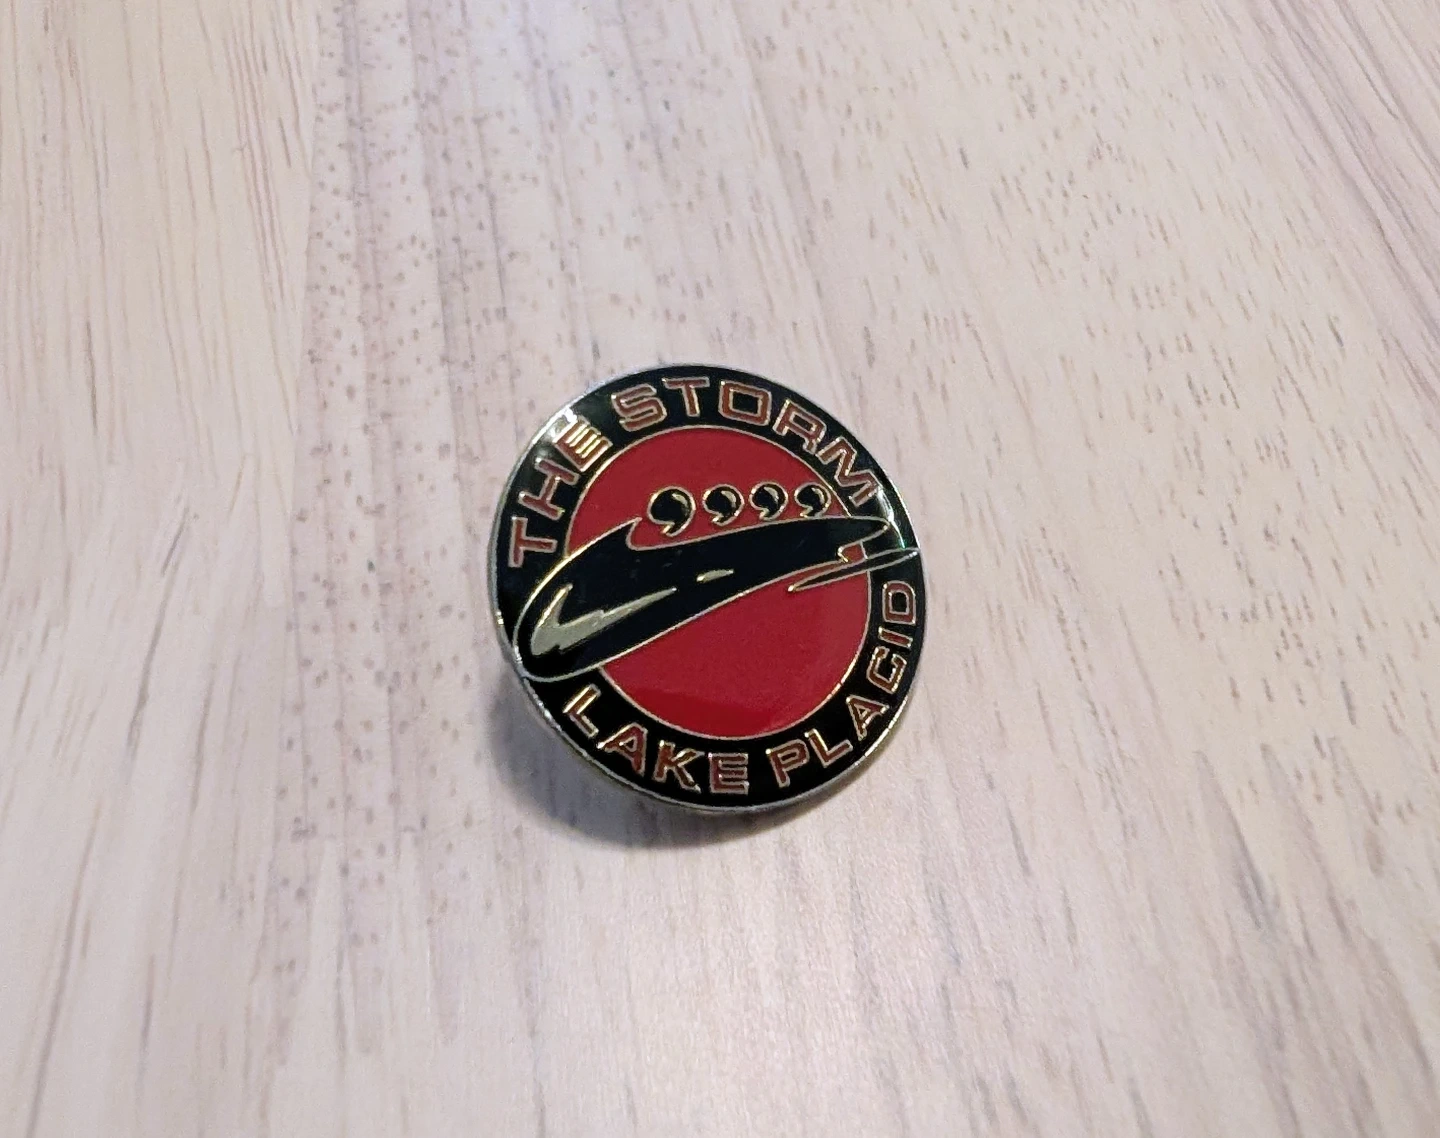 THE STORM
LAKE PLACID